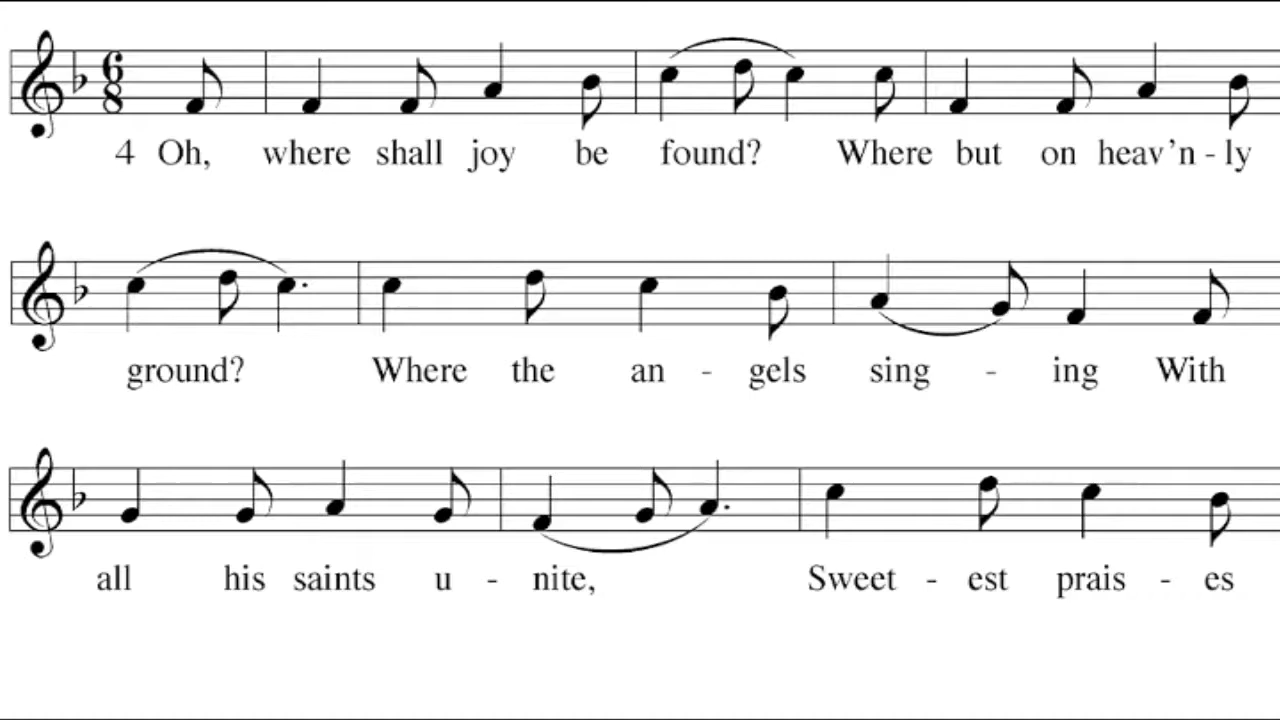 6
8
4 Oh, where shall joy be found? Where but on heav’n - ly
ground? Where the an - gels sing - ing With
all his saints u - nite, Sweet - est prais - es